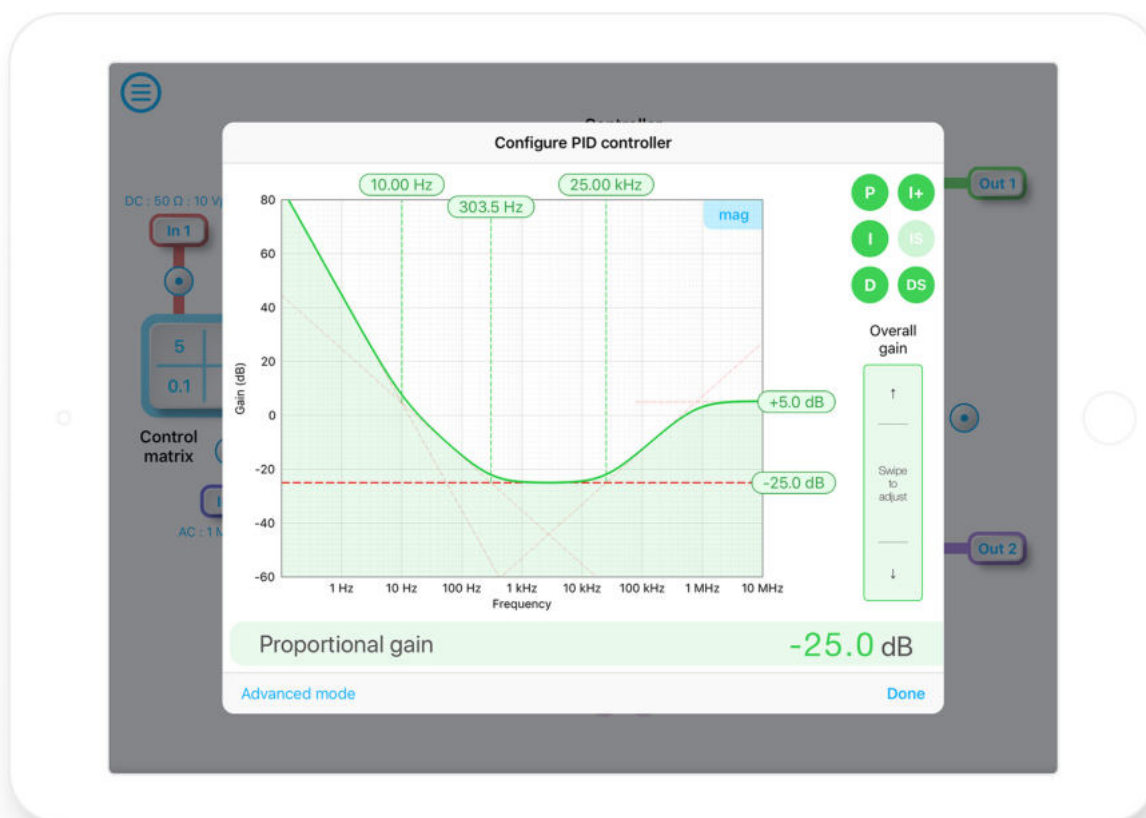 Configure PID controller
10.00 Hz
25.00 kHz
303.5 Hz
mag
P
I+
I
IS
D
DS
Overall
gain
↑
Swipe
to
adjust
↓
80
60
40
20
0
-20
-40
-60
Gain (dB)
+5.0 dB
-25.0 dB
1 Hz
10 Hz
100 Hz
1 kHz
10 kHz
100 kHz
1 MHz
10 MHz
Frequency
Proportional gain
-25.0 dB
Advanced mode
Done
DC : 50 Ω : 10
In 1
5
0.1
Control
matrix
AC : 1
Out 1
Out 2